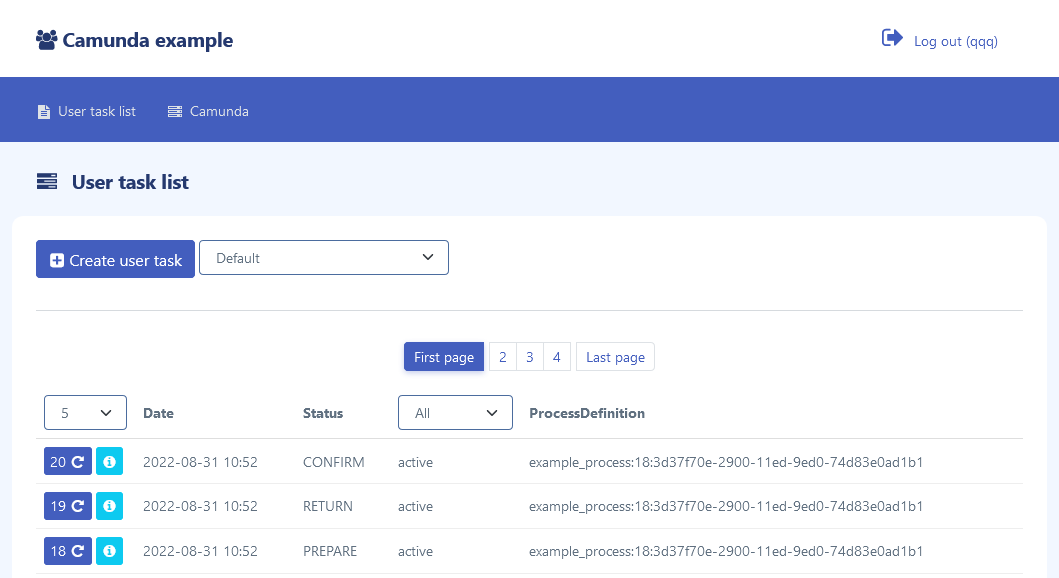 Camunda example
Log out (qqq)
User task list Camunda
User task list
Create user task Default
First page 2 3 4 Last page
5 Date Status All ProcessDefinition
20 2022-08-31 10:52 CONFIRM active example_process:18:3d37f70e-2900-11ed-9ed0-74d83e0ad1b1
19 2022-08-31 10:52 RETURN active example_process:18:3d37f70e-2900-11ed-9ed0-74d83e0ad1b1
18 2022-08-31 10:52 PREPARE active example_process:18:3d37f70e-2900-11ed-9ed0-74d83e0ad1b1